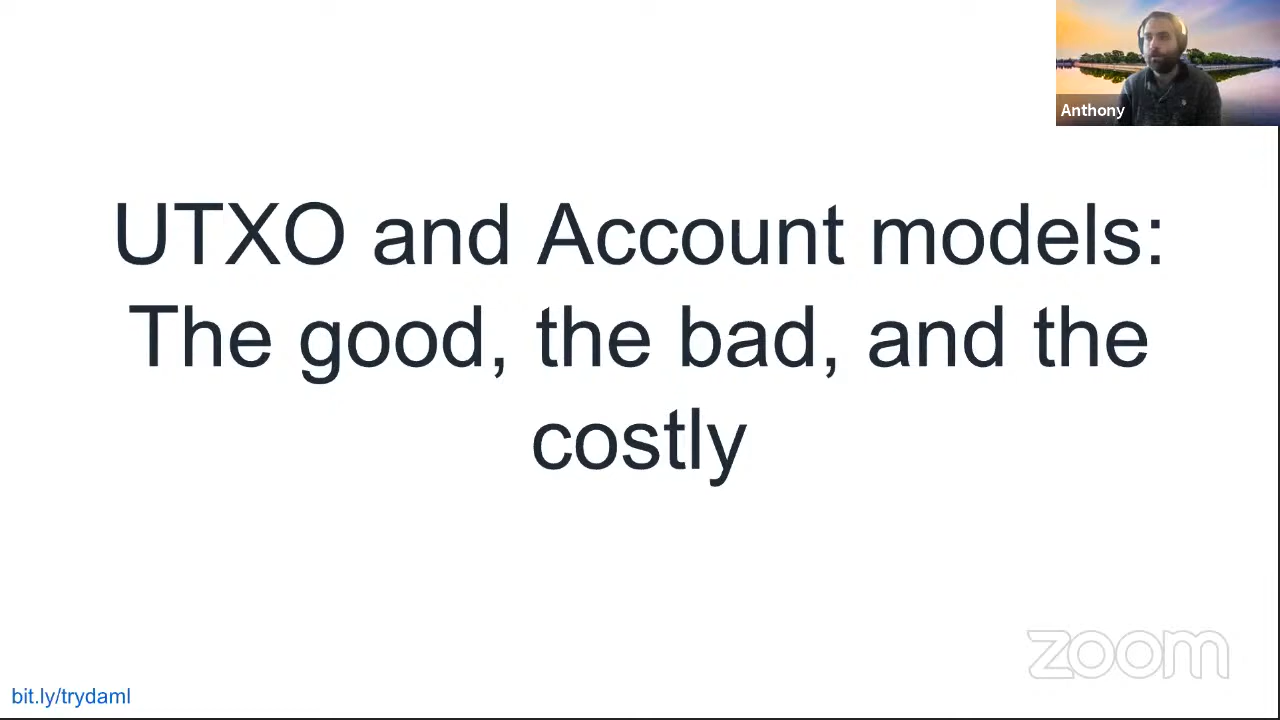 Anthony
UTXO and Account models:
The good, the bad, and the
costly
zoom
bit.ly/trydaml